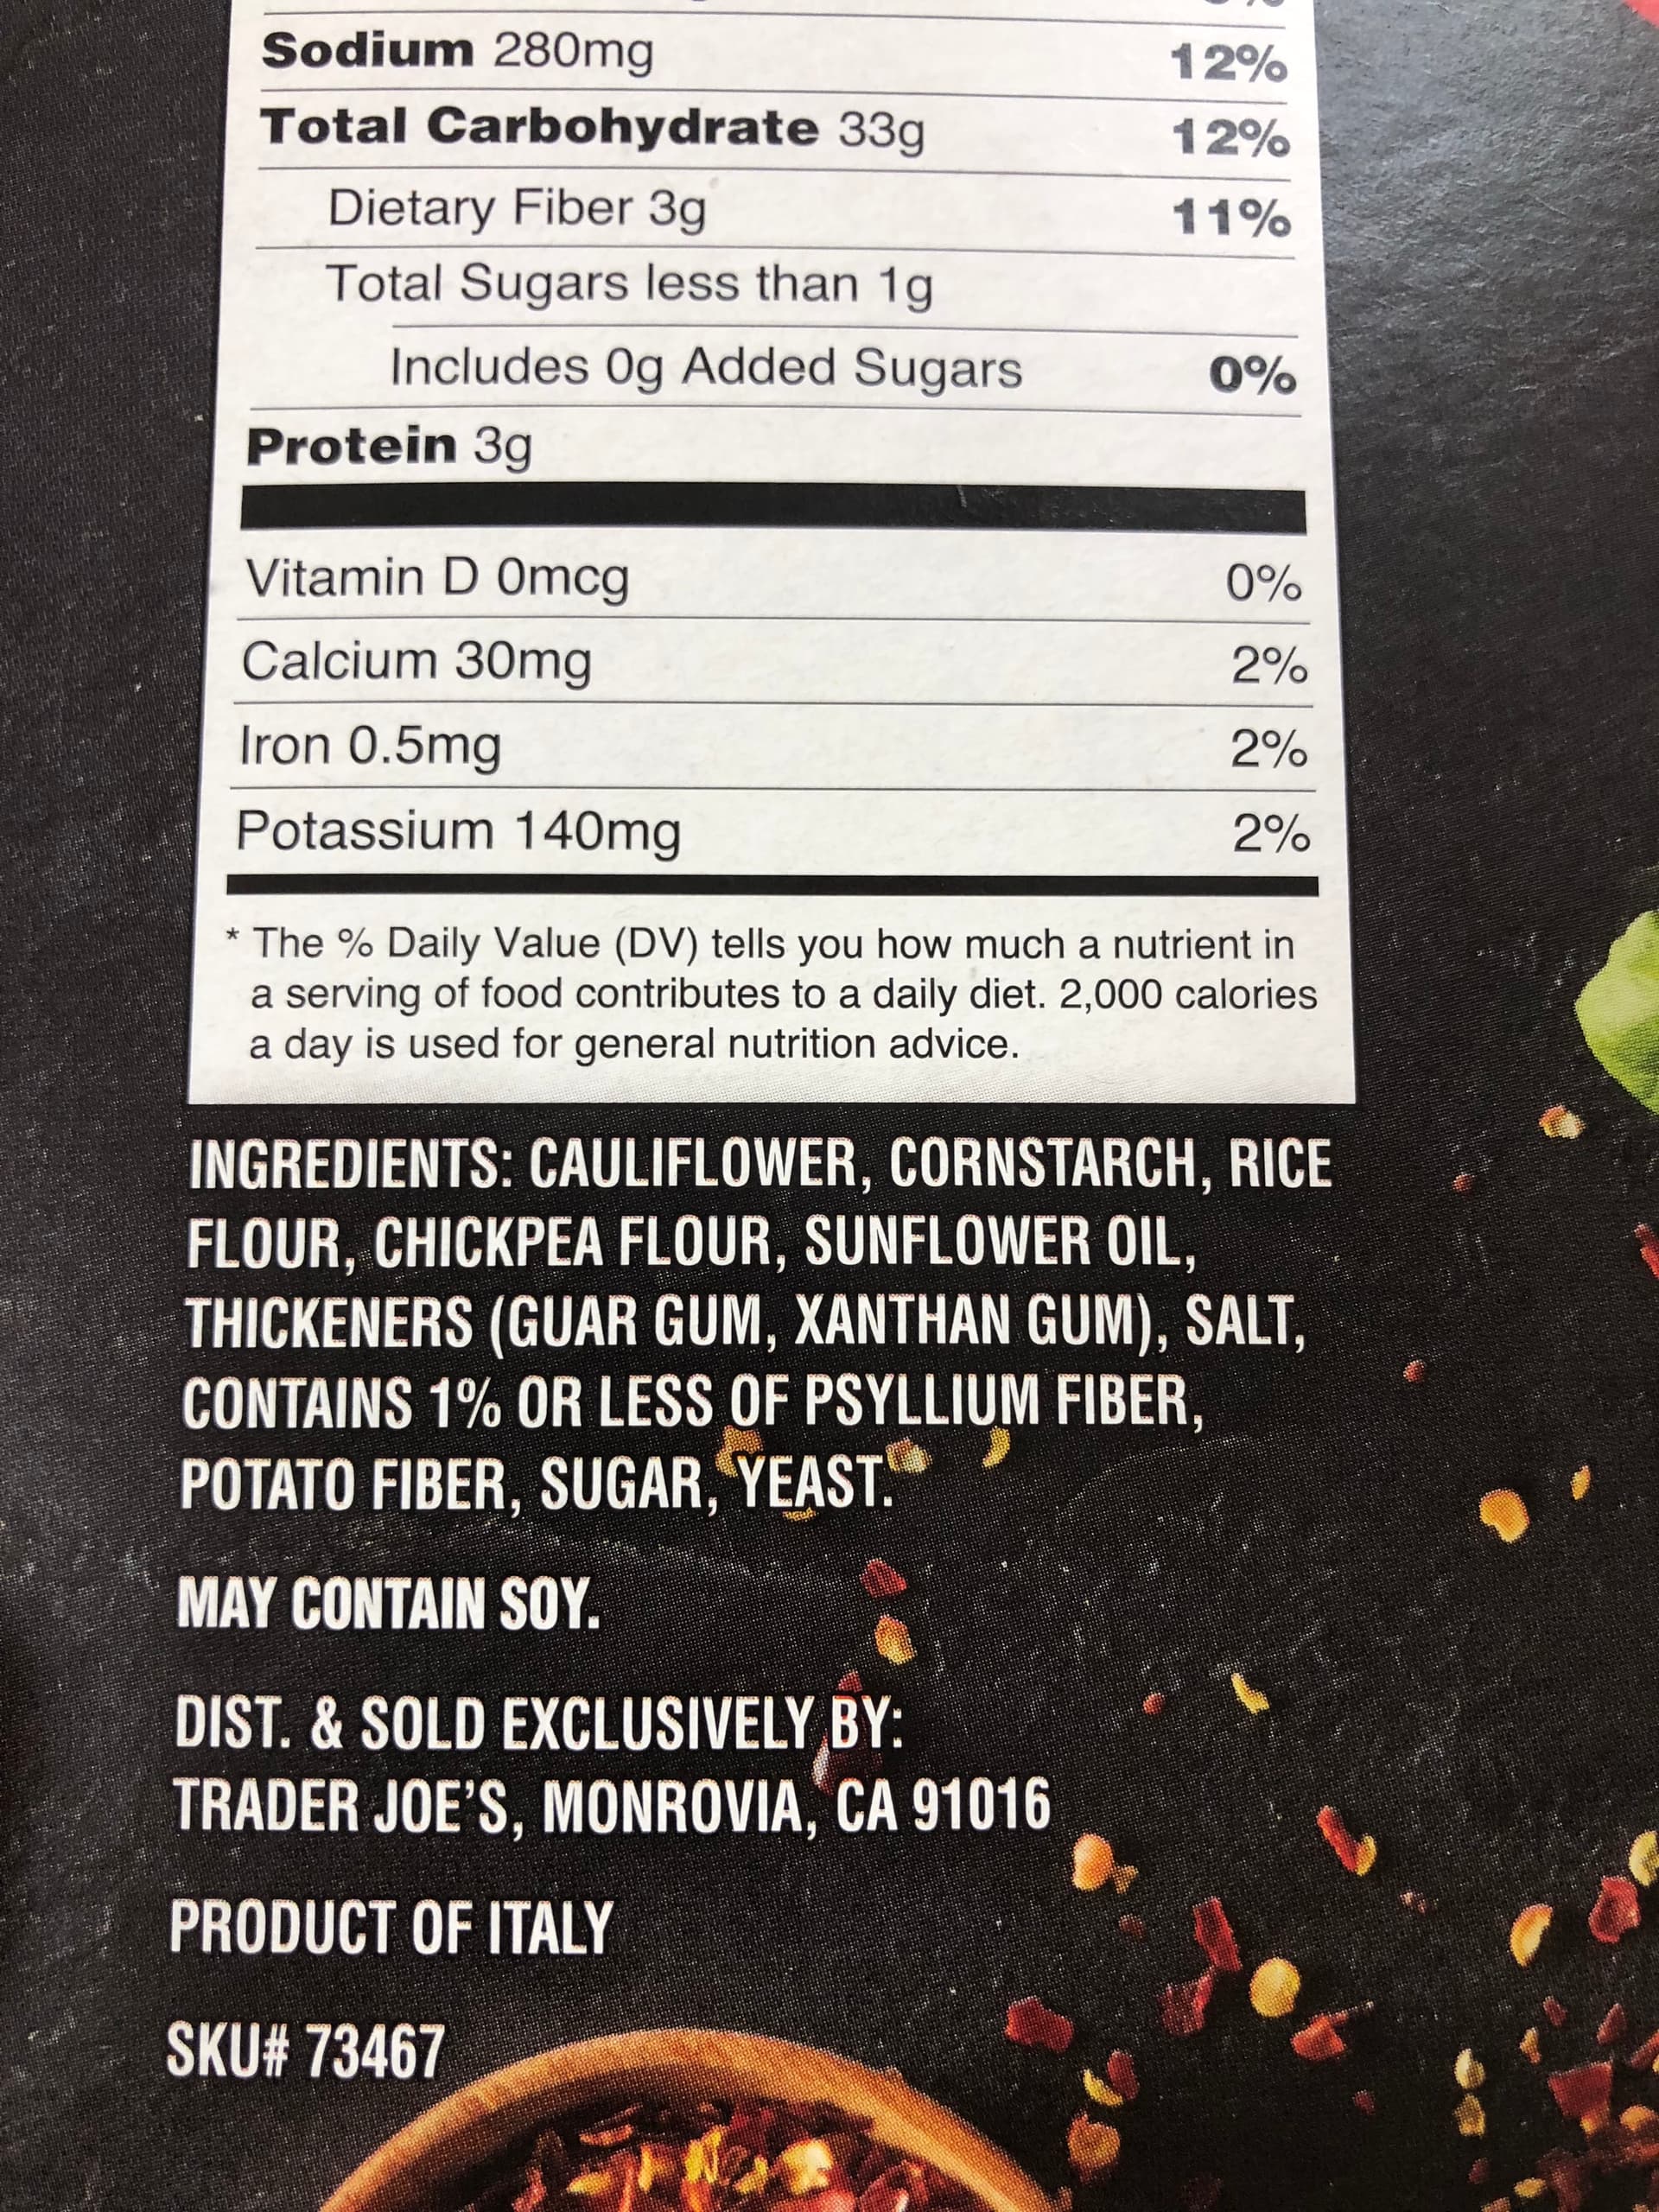 Sodium 280mg 12%
Total Carbohydrate 33g 12%
Dietary Fiber 3g 11%
Total Sugars less than 1g
Includes 0g Added Sugars 0%
Protein 3g
Vitamin D 0mcg 0%
Calcium 30mg 2%
Iron 0.5mg 2%
Potassium 140mg 2%
* The % Daily Value (DV) tells you how much a nutrient in
a serving of food contributes to a daily diet. 2,000 calories
a day is used for general nutrition advice.
INGREDIENTS: CAULIFLOWER, CORNSTARCH, RICE
FLOUR, CHICKPEA FLOUR, SUNFLOWER OIL,
THICKENERS (GUAR GUM, XANTHAN GUM), SALT,
CONTAINS 1% OR LESS OF PSYLLIUM FIBER,
POTATO FIBER, SUGAR, YEAST.
MAY CONTAIN SOY.
DIST. & SOLD EXCLUSIVELY BY:
TRADER JOE'S, MONROVIA, CA 91016
PRODUCT OF ITALY
SKU# 73467